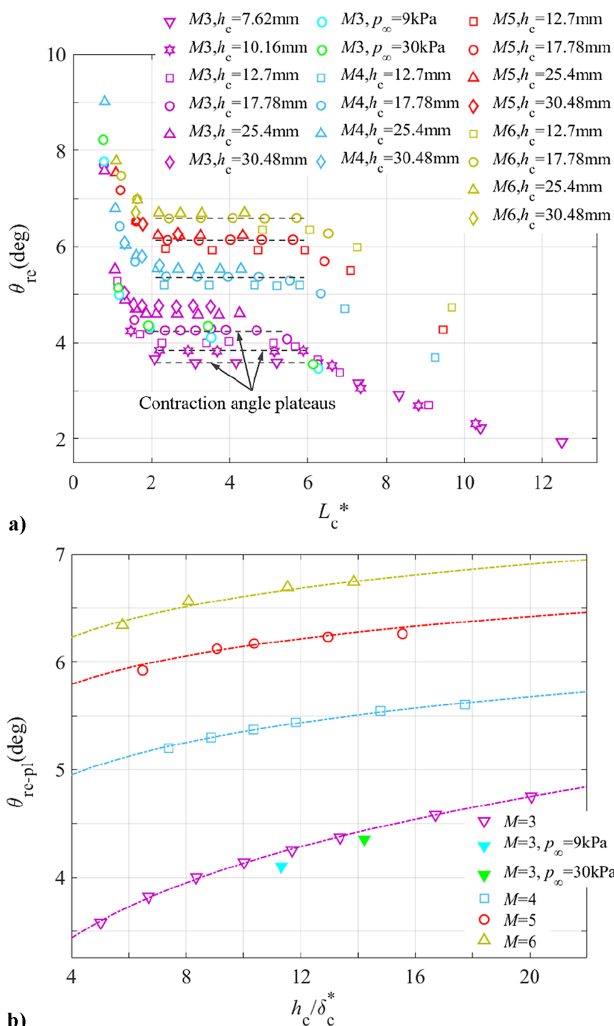 M3,hc=7.62mm M3,p∞=9kPa M5,hc=12.7mm
M3,hc=10.16mm M3,p∞=30kPa M5,hc=17.78mm
M3,hc=12.7mm M4,hc=12.7mm M5,hc=25.4mm
M3,hc=17.78mm M4,hc=17.78mm M5,hc=30.48mm
M3,hc=25.4mm M4,hc=25.4mm M6,hc=12.7mm
M3,hc=30.48mm M4,hc=30.48mm M6,hc=17.78mm
M6,hc=25.4mm
M6,hc=30.48mm
10
8
6
4
2
θrc(deg)
Contraction angle plateaus
0 2 4 6 8 10 12
Lc*
a)
7
6
5
4
θrc-pl(deg)
M=3
M=3, p∞=9kPa
M=3, p∞=30kPa
M=4
M=5
M=6
4 8 12 16 20
hc/δc*
b)